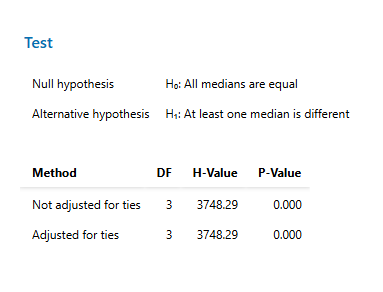 Test
Null hypothesis H₀: All medians are equal
Alternative hypothesis H₁: At least one median is different
Method DF H-Value P-Value
Not adjusted for ties 3 3748.29 0.000
Adjusted for ties 3 3748.29 0.000